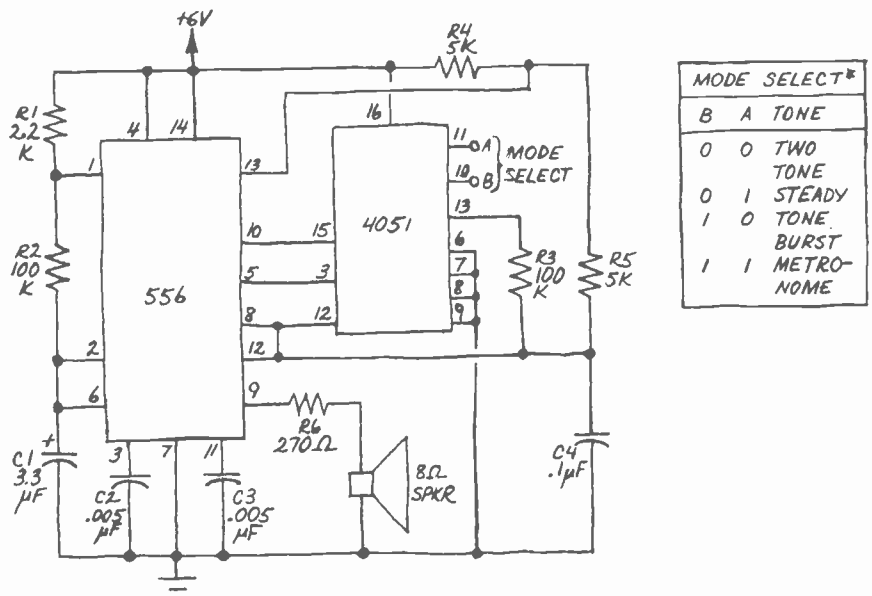 +6V
R4
5K
R1
2.2
K
4
14
16
1
13
11
A
MODE
SELECT
10
B
13
10
15
4051
R2
100
K
5
3
6
7
8
9
R3
100
K
R5
5K
556
8
12
2
12
6
9
R6
270Ω
C1
+
3.3
µF
3
7
11
C2
.005
µF
C3
.005
µF
8Ω
SPKR
C4
.1µF
MODE SELECT*
B A TONE
0 0 TWO
TONE
0 1 STEADY
1 0 TONE
BURST
1 1 METRO-
NOME